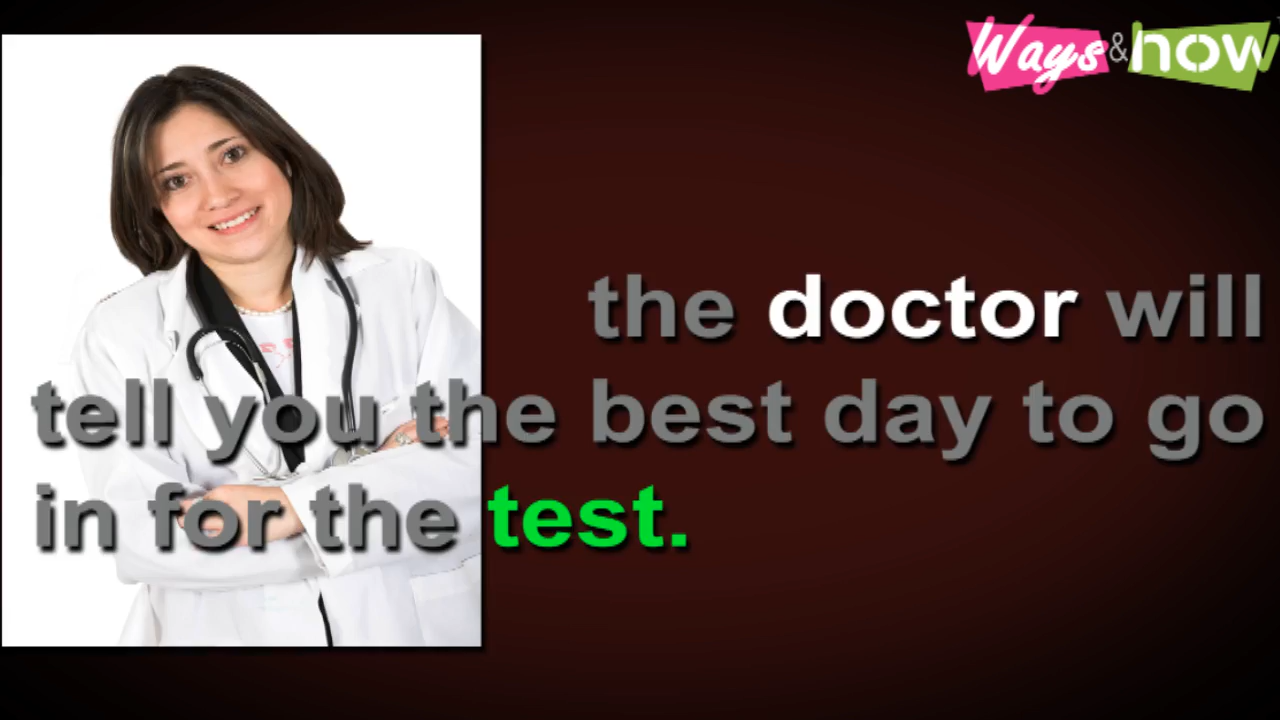 Ways & how
the doctor will
tell you the best day to go
in for the test.